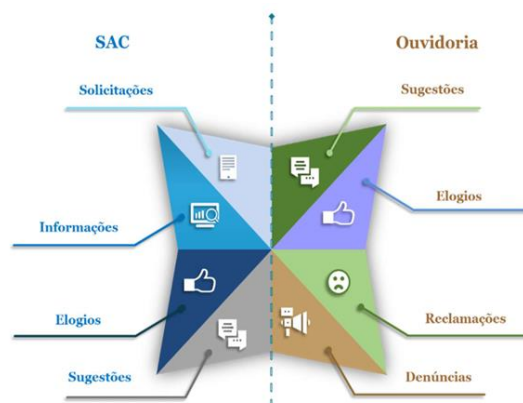 SAC
Ouvidoria
Solicitações
Sugestões
Informações
Elogios
Elogios
Reclamações
Sugestões
Denúncias